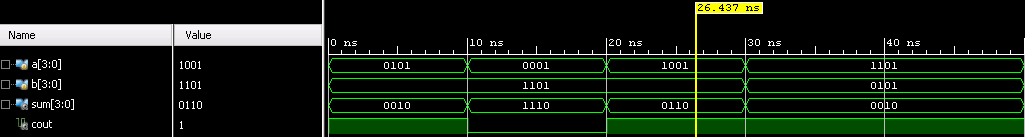 26.437 ns
Name Value
0 ns 10 ns 20 ns 30 ns 40 ns
a[3:0] 1001 0101 0001 1001 1101
b[3:0] 1101 1101 0101
sum[3:0] 0110 0010 1110 0110 0010
cout 1